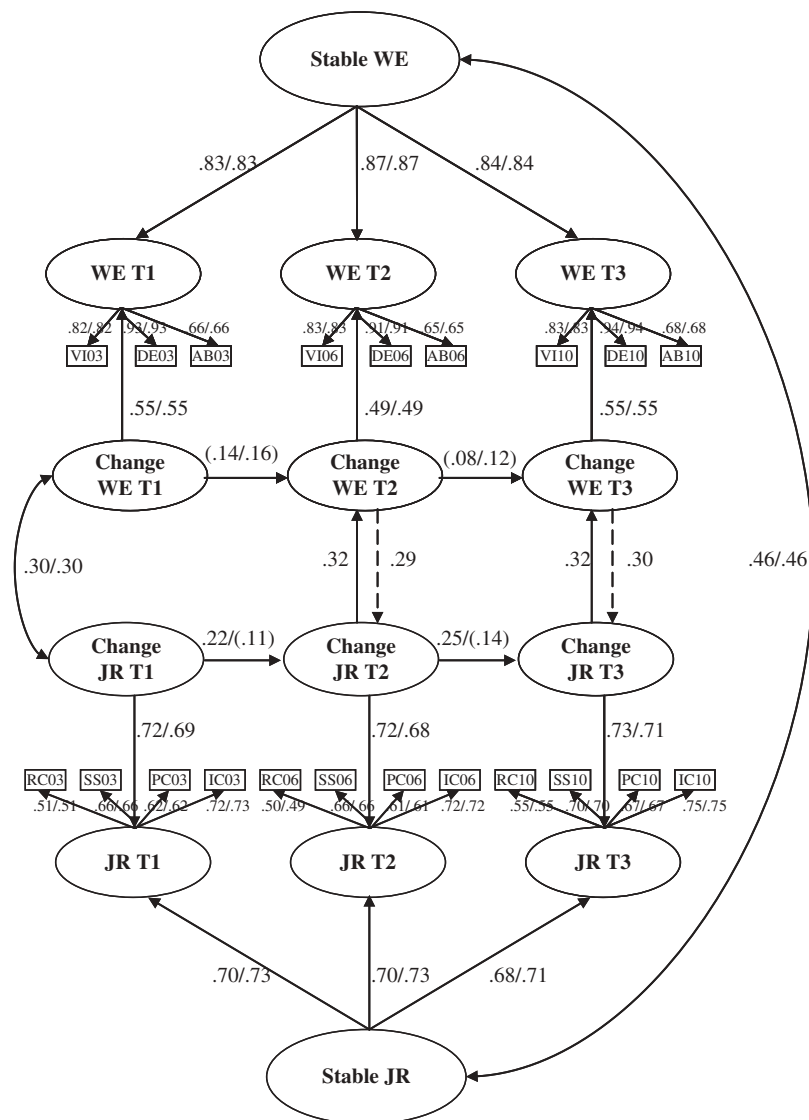 Stable WE
.83/.83
.87/.87
.84/.84
WE T1
WE T2
WE T3
.82/.82 .93/.93 .66/.66
.83/.83 .91/.91 .65/.65
.83/.83 .94/.94 .68/.68
VI03 DE03 AB03
VI06 DE06 AB06
VI10 DE10 AB10
.55/.55
.49/.49
.55/.55
Change
WE T1
(.14/.16)
Change
WE T2
(.08/.12)
Change
WE T3
.30/.30
.32
.29
.32
.30
.46/.46
Change
JR T1
.22/(.11)
Change
JR T2
.25/(.14)
Change
JR T3
.72/.69
.72/.68
.73/.71
RC03 SS03 PC03 IC03
RC06 SS06 PC06 IC06
RC10 SS10 PC10 IC10
.51/.51 .66/.66 .62/.62 .72/.73
.50/.49 .66/.66 .61/.61 .72/.72
.55/.55 .70/.70 .67/.67 .75/.75
JR T1
JR T2
JR T3
.70/.73
.70/.73
.68/.71
Stable JR